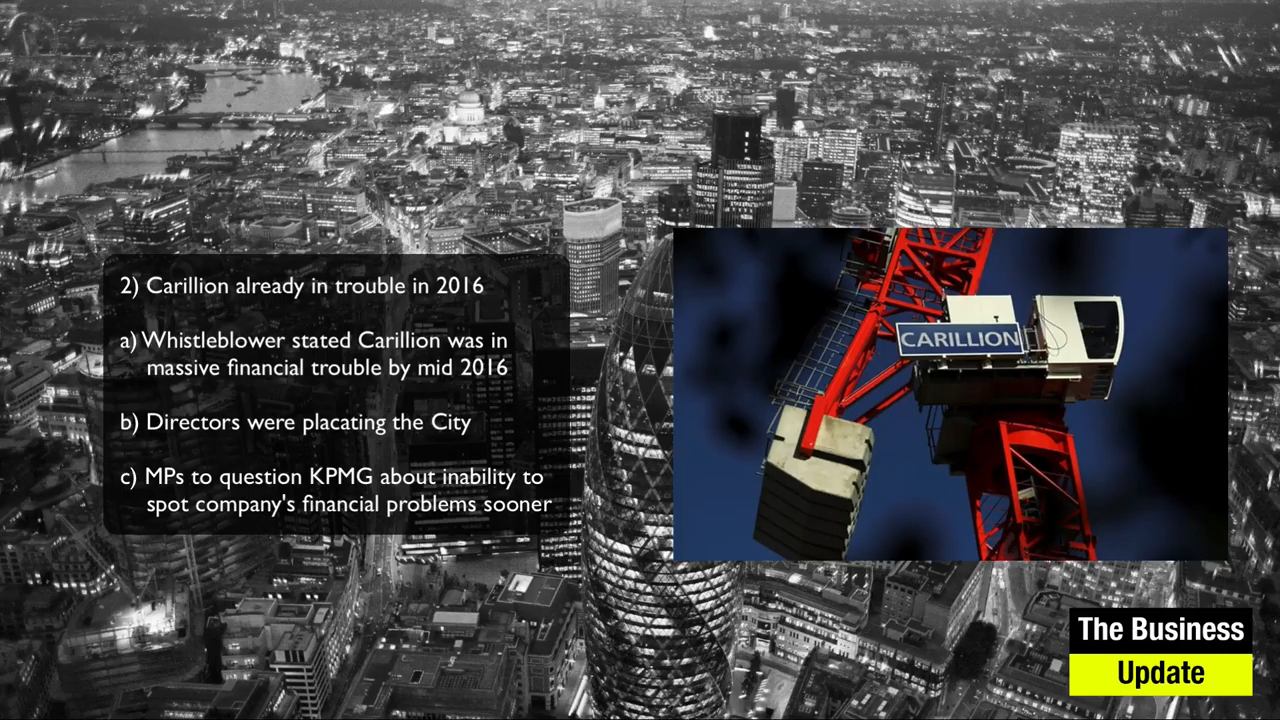 2) Carillion already in trouble in 2016
a) Whistleblower stated Carillion was in
massive financial trouble by mid 2016
b) Directors were placating the City
c) MPs to question KPMG about inability to
spot company's financial problems sooner
CARILLION
The Business
Update